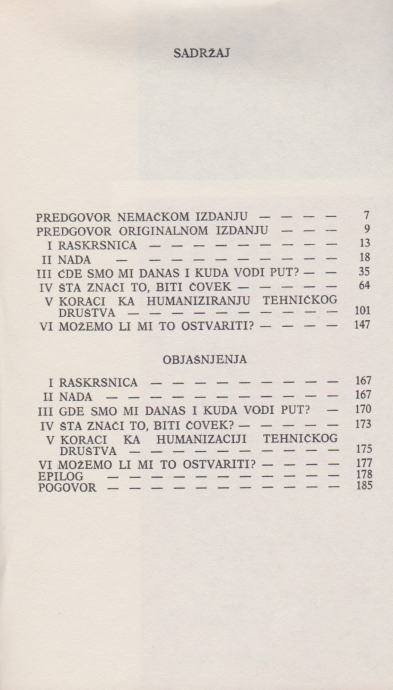 SADRŽAJ
PREDGOVOR NEMAČKOM IZDANJU — — — — 7
PREDGOVOR ORIGINALNOM IZDANJU — — — 9
I RASKRSNICA — — — — — — — — — 13
II NADA — — — — — — — — — — 18
III ČDE SMO MI DANAS I KUDA VODI PUT? — — 35
IV ŠTA ZNAČI TO, BITI ČOVEK — — — — — 64
V KORACI KA HUMANIZIRANJU TEHNIČKOG
DRUŠTVA — — — — — — — — — — 101
VI MOŽEMO LI MI TO OSTVARITI? — — — — 147
OBJAŠNJENJA
I RASKRSNICA — — — — — — — — — 167
II NADA — — — — — — — — — — — 167
III GDE SMO MI DANAS I KUDA VODI PUT? — 170
IV ŠTA ZNAČI TO, BITI ČOVEK? — — — — — 173
V KORACI KA HUMANIZACIJI TEHNIČKOG
DRUŠTVA — — — — — — — — — — 175
VI MOŽEMO LI MI TO OSTVARITI? — — — — 177
EPILOG — — — — — — — — — — — 178
POGOVOR — — — — — — — — — — — 185